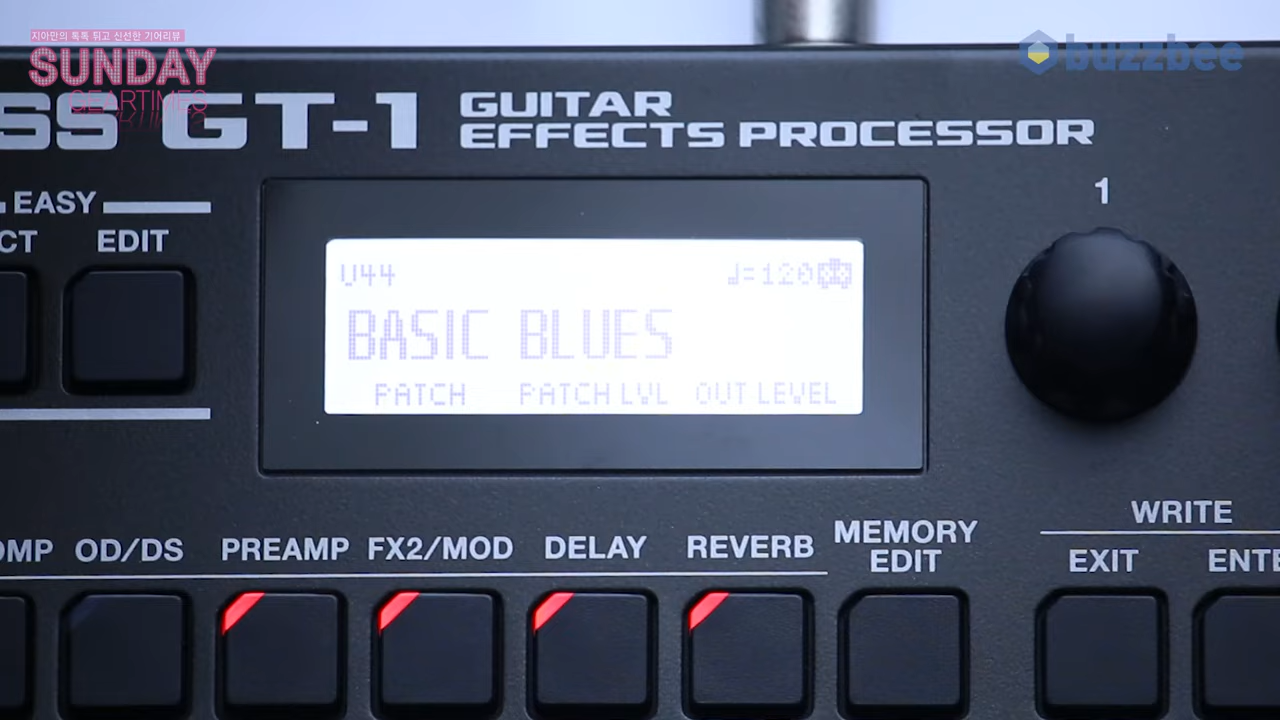 지아만의 톡톡 튀고 신선한 기어리뷰
SUNDAY
GEARTIMES
buzzbee
SS GT-1
GUITAR
EFFECTS PROCESSOR
EASY
CT
EDIT
1
U44
♩=120
BASIC BLUES
PATCH
PATCH LVL
OUT LEVEL
OMP
OD/DS
PREAMP
FX2/MOD
DELAY
REVERB
MEMORY
EDIT
WRITE
EXIT
ENTE